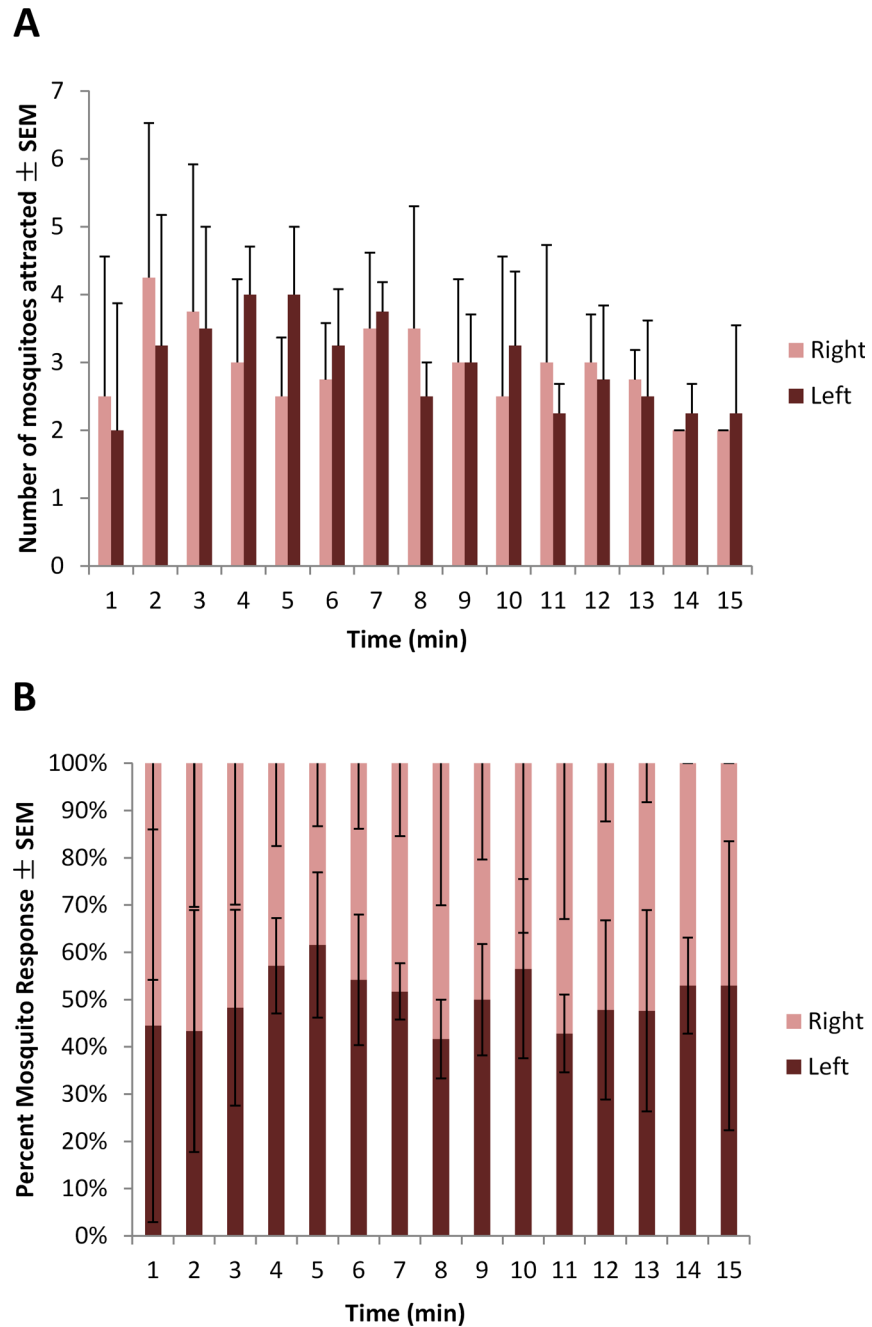 A
Number of mosquitoes attracted ± SEM
7
6
5
4
3
2
1
0
1 2 3 4 5 6 7 8 9 10 11 12 13 14 15
Time (min)
Right
Left
B
Percent Mosquito Response ± SEM
100%
90%
80%
70%
60%
50%
40%
30%
20%
10%
0%
1 2 3 4 5 6 7 8 9 10 11 12 13 14 15
Time (min)
Right
Left